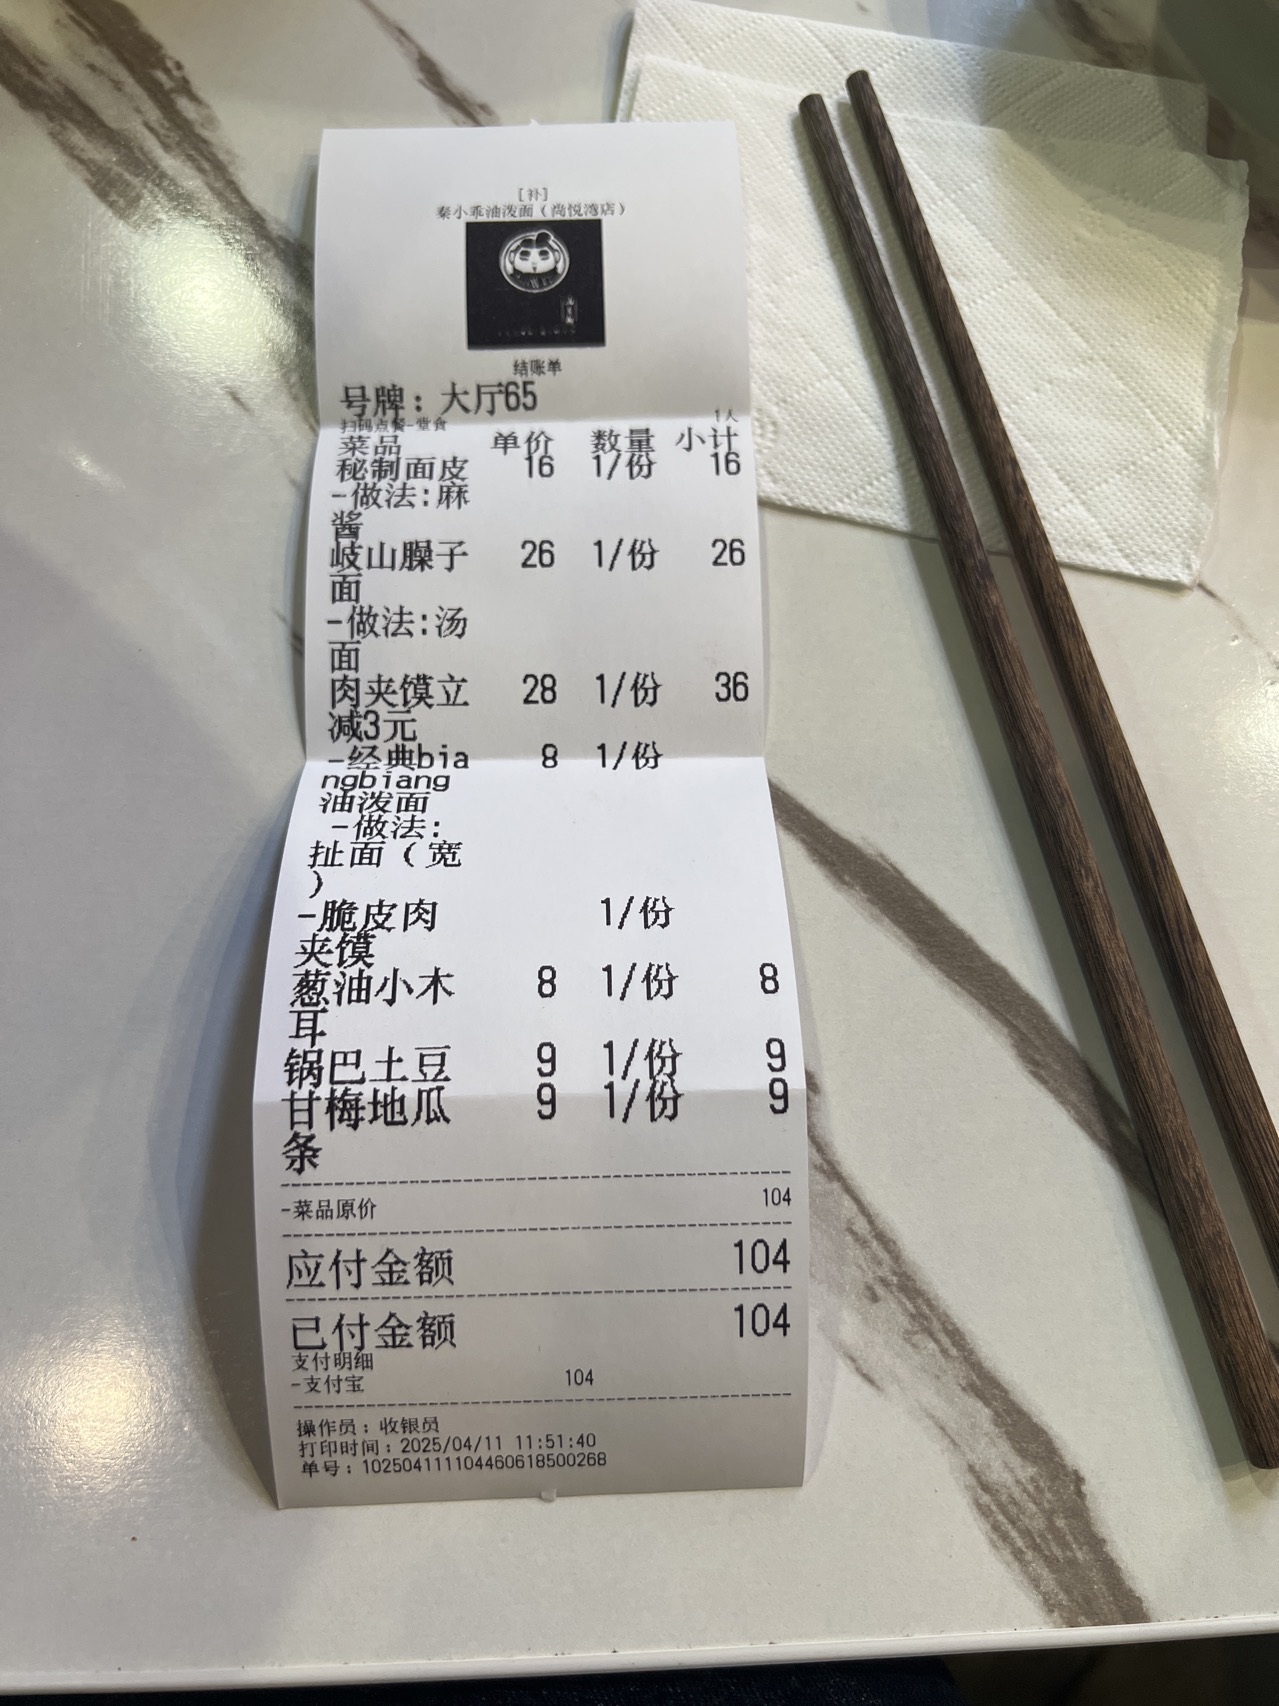 [补]
秦小乖油泼面（尚悦湾店）
结账单
号牌：大厅65
1人
扫码点餐-堂食
菜品 单价 数量 小计
秘制面皮 16 1/份 16
-做法:麻
酱
岐山臊子 26 1/份 26
面
-做法:汤
面
肉夹馍立 28 1/份 36
减3元
-经典bia 8 1/份
ngbiang
油泼面
-做法:
扯面（宽
）
-脆皮肉 1/份
夹馍
葱油小木 8 1/份 8
耳
锅巴土豆 9 1/份 9
甘梅地瓜 9 1/份 9
条
-菜品原价 104
应付金额 104
已付金额 104
支付明细
-支付宝 104
操作员：收银员
打印时间：2025/04/11 11:51:40
单号：1025041111044606185002​68